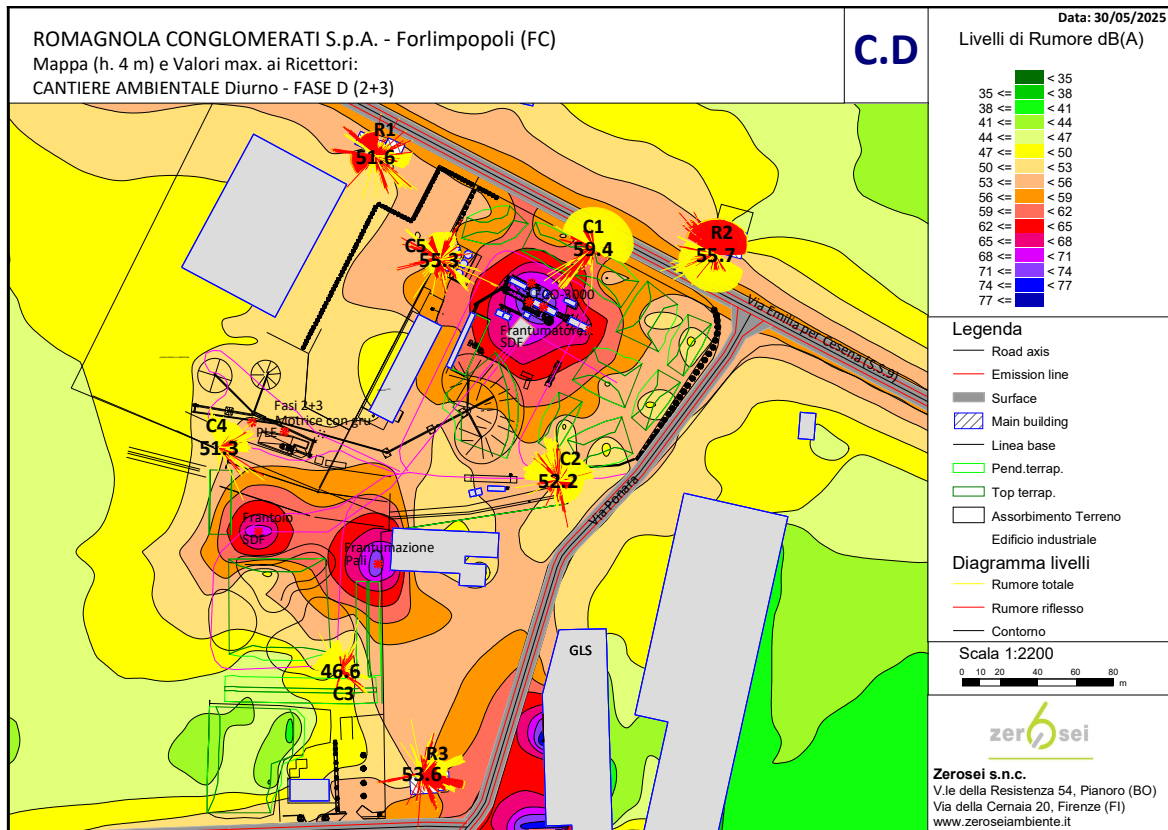 ROMAGNOLA CONGLOMERATI S.p.A. - Forlimpopoli (FC)
Mappa (h. 4 m) e Valori max. ai Ricettori:
CANTIERE AMBIENTALE Diurno - FASE D (2+3)
C.D
Data: 30/05/2025
Livelli di Rumore dB(A)
< 35
35 <= < 38
38 <= < 41
41 <= < 44
44 <= < 47
47 <= < 50
50 <= < 53
53 <= < 56
56 <= < 59
59 <= < 62
62 <= < 65
65 <= < 68
68 <= < 71
71 <= < 74
74 <= < 77
77 <=
Legenda
Road axis
Emission line
Surface
Main building
Linea base
Pend.terrap.
Top terrap.
Assorbimento Terreno
Edificio industriale
Diagramma livelli
Rumore totale
Rumore riflesso
Contorno
Scala 1:2200
0 10 20 40 60 80
m
zer6sei
Zerosei s.n.c.
V.le della Resistenza 54, Pianoro (BO)
Via della Cernaia 20, Firenze (FI)
www.zeroseiambiente.it
R1
51.6
C5
55.3
C1
59.4
R2
55.7
Via Emilia per Cesena (S.S.9)
Frantumatore...
SDF
Fasi 2+3
Motrice con gru
PLE
C4
51.3
C2
52.2
Via Ponara
Frantoio
SDF
Frantumazione
Pali
46.6
C3
GLS
R3
53.6